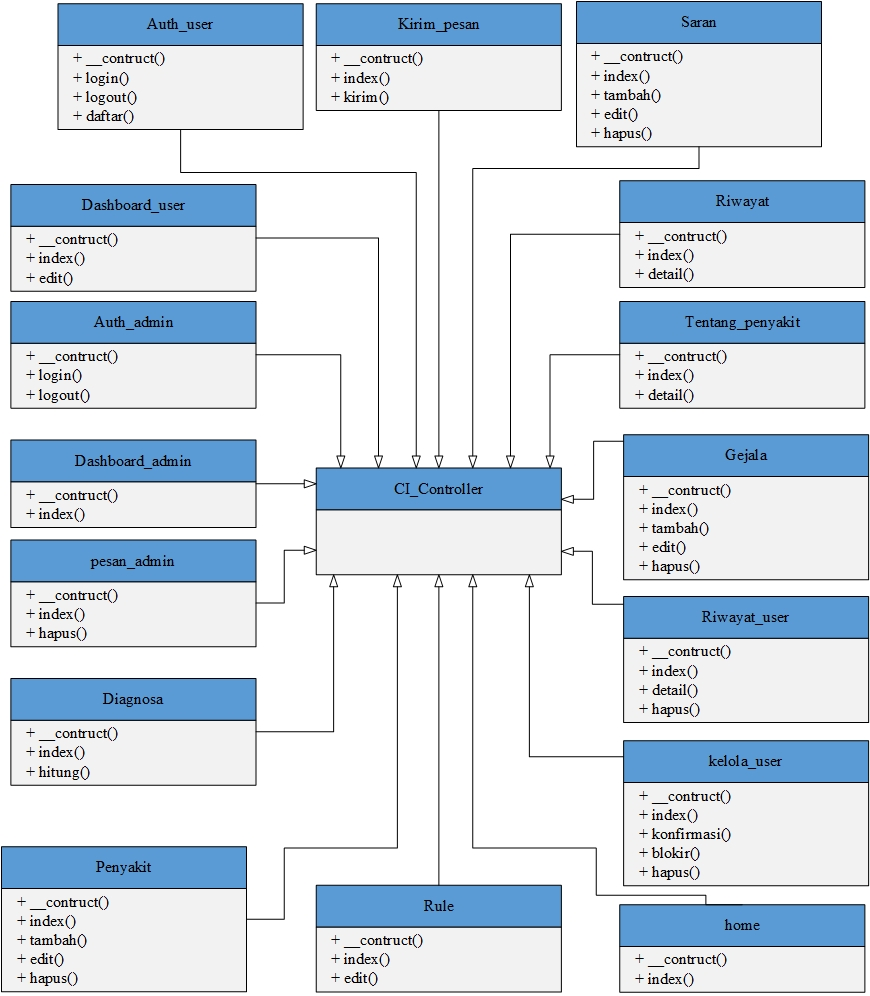 Auth_user
+ __contruct()
+ login()
+ logout()
+ daftar()
Kirim_pesan
+ __contruct()
+ index()
+ kirim()
Saran
+ __contruct()
+ index()
+ tambah()
+ edit()
+ hapus()
Dashboard_user
+ __contruct()
+ index()
+ edit()
Riwayat
+ __contruct()
+ index()
+ detail()
Auth_admin
+ __contruct()
+ login()
+ logout()
Tentang_penyakit
+ __contruct()
+ index()
+ detail()
Dashboard_admin
+ __contruct()
+ index()
CI_Controller
Gejala
+ __contruct()
+ index()
+ tambah()
+ edit()
+ hapus()
pesan_admin
+ __contruct()
+ index()
+ hapus()
Riwayat_user
+ __contruct()
+ index()
+ detail()
+ hapus()
Diagnosa
+ __contruct()
+ index()
+ hitung()
kelola_user
+ __contruct()
+ index()
+ konfirmasi()
+ blokir()
+ hapus()
Penyakit
+ __contruct()
+ index()
+ tambah()
+ edit()
+ hapus()
Rule
+ __contruct()
+ index()
+ edit()
home
+ __contruct()
+ index()